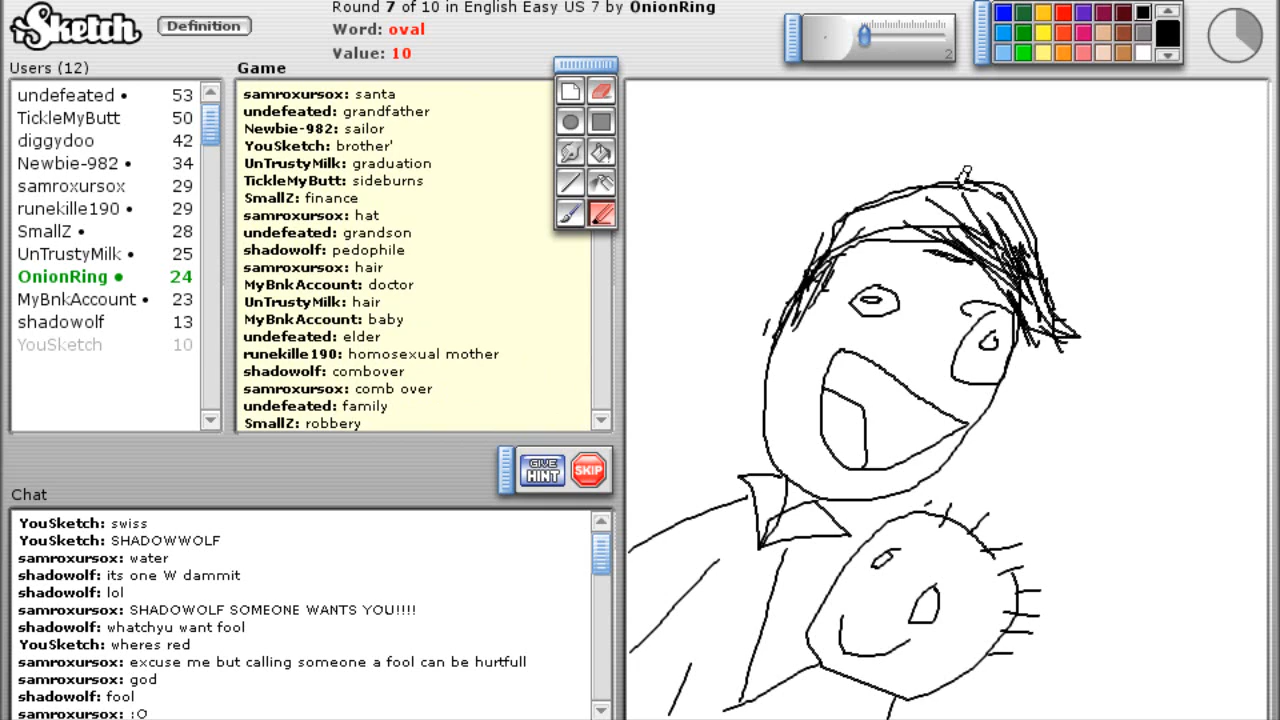 iSketch
Definition
Round 7 of 10 in English Easy US 7 by OnionRing
Word: oval
Value: 10
2
Users (12)
undefeated • 53
TickleMyButt 50
diggydoo 42
Newbie-982 • 34
samroxursox 29
runekille190 • 29
SmallZ • 28
UnTrustyMilk • 25
OnionRing • 24
MyBnkAccount • 23
shadowolf 13
YouSketch 10
Game
samroxursox: santa
undefeated: grandfather
Newbie-982: sailor
YouSketch: brother'
UnTrustyMilk: graduation
TickleMyButt: sideburns
SmallZ: finance
samroxursox: hat
undefeated: grandson
shadowolf: pedophile
samroxursox: hair
MyBnkAccount: doctor
UnTrustyMilk: hair
MyBnkAccount: baby
undefeated: elder
runekille190: homosexual mother
shadowolf: combover
samroxursox: comb over
undefeated: family
SmallZ: robbery
GIVE
HINT
SKIP
Chat
YouSketch: swiss
YouSketch: SHADOWWOLF
samroxursox: water
shadowolf: its one W dammit
shadowolf: lol
samroxursox: SHADOWOLF SOMEONE WANTS YOU!!!!
shadowolf: whatchyu want fool
YouSketch: wheres red
samroxursox: excuse me but calling someone a fool can be hurtfull
samroxursox: god
shadowolf: fool
samroxursox: :O